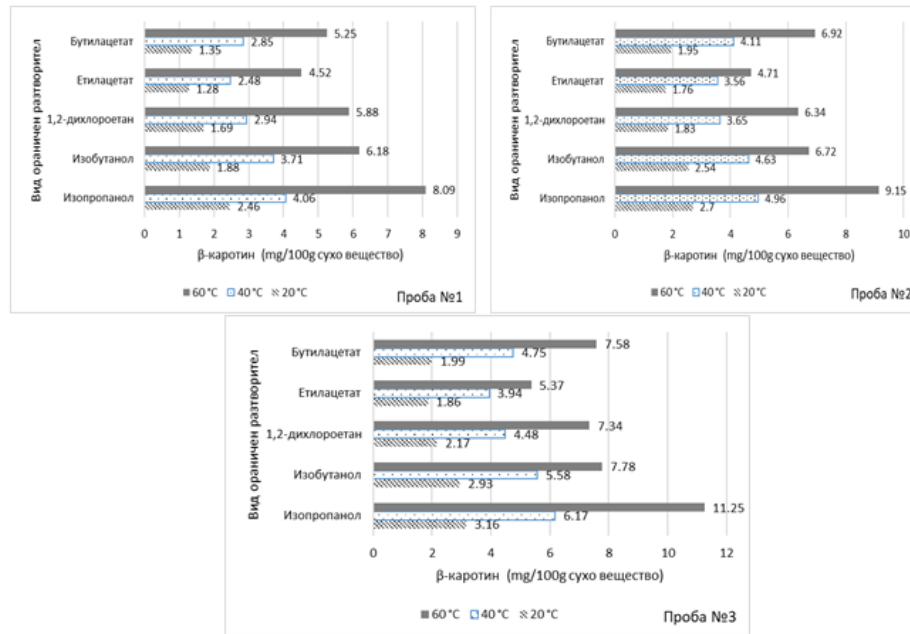 Вид ораничен разтворител
Бутилацетат
5.25
2.85
1.35
Етилацетат
4.52
2.48
1.28
1,2-дихлороетан
5.88
2.94
1.69
Изобутанол
6.18
3.71
1.88
Изопропанол
8.09
4.06
2.46
0 1 2 3 4 5 6 7 8 9
β-каротин (mg/100g сухо вещество)
60°C 40°C 20°C
Проба №1
Вид ораничен разтворител
Бутилацетат
6.92
4.11
1.95
Етилацетат
4.71
3.56
1.76
1,2-дихлороетан
6.34
3.65
1.83
Изобутанол
6.72
4.63
2.54
Изопропанол
9.15
4.96
2.7
0 2 4 6 8 10
β-каротин (mg/100g сухо вещество)
60°C 40°C 20°C
Проба №2
Вид ораничен разтворител
Бутилацетат
7.58
4.75
1.99
Етилацетат
5.37
3.94
1.86
1,2-дихлороетан
7.34
4.48
2.17
Изобутанол
7.78
5.58
2.93
Изопропанол
11.25
6.17
3.16
0 2 4 6 8 10 12
β-каротин (mg/100g сухо вещество)
60°C 40°C 20°C
Проба №3